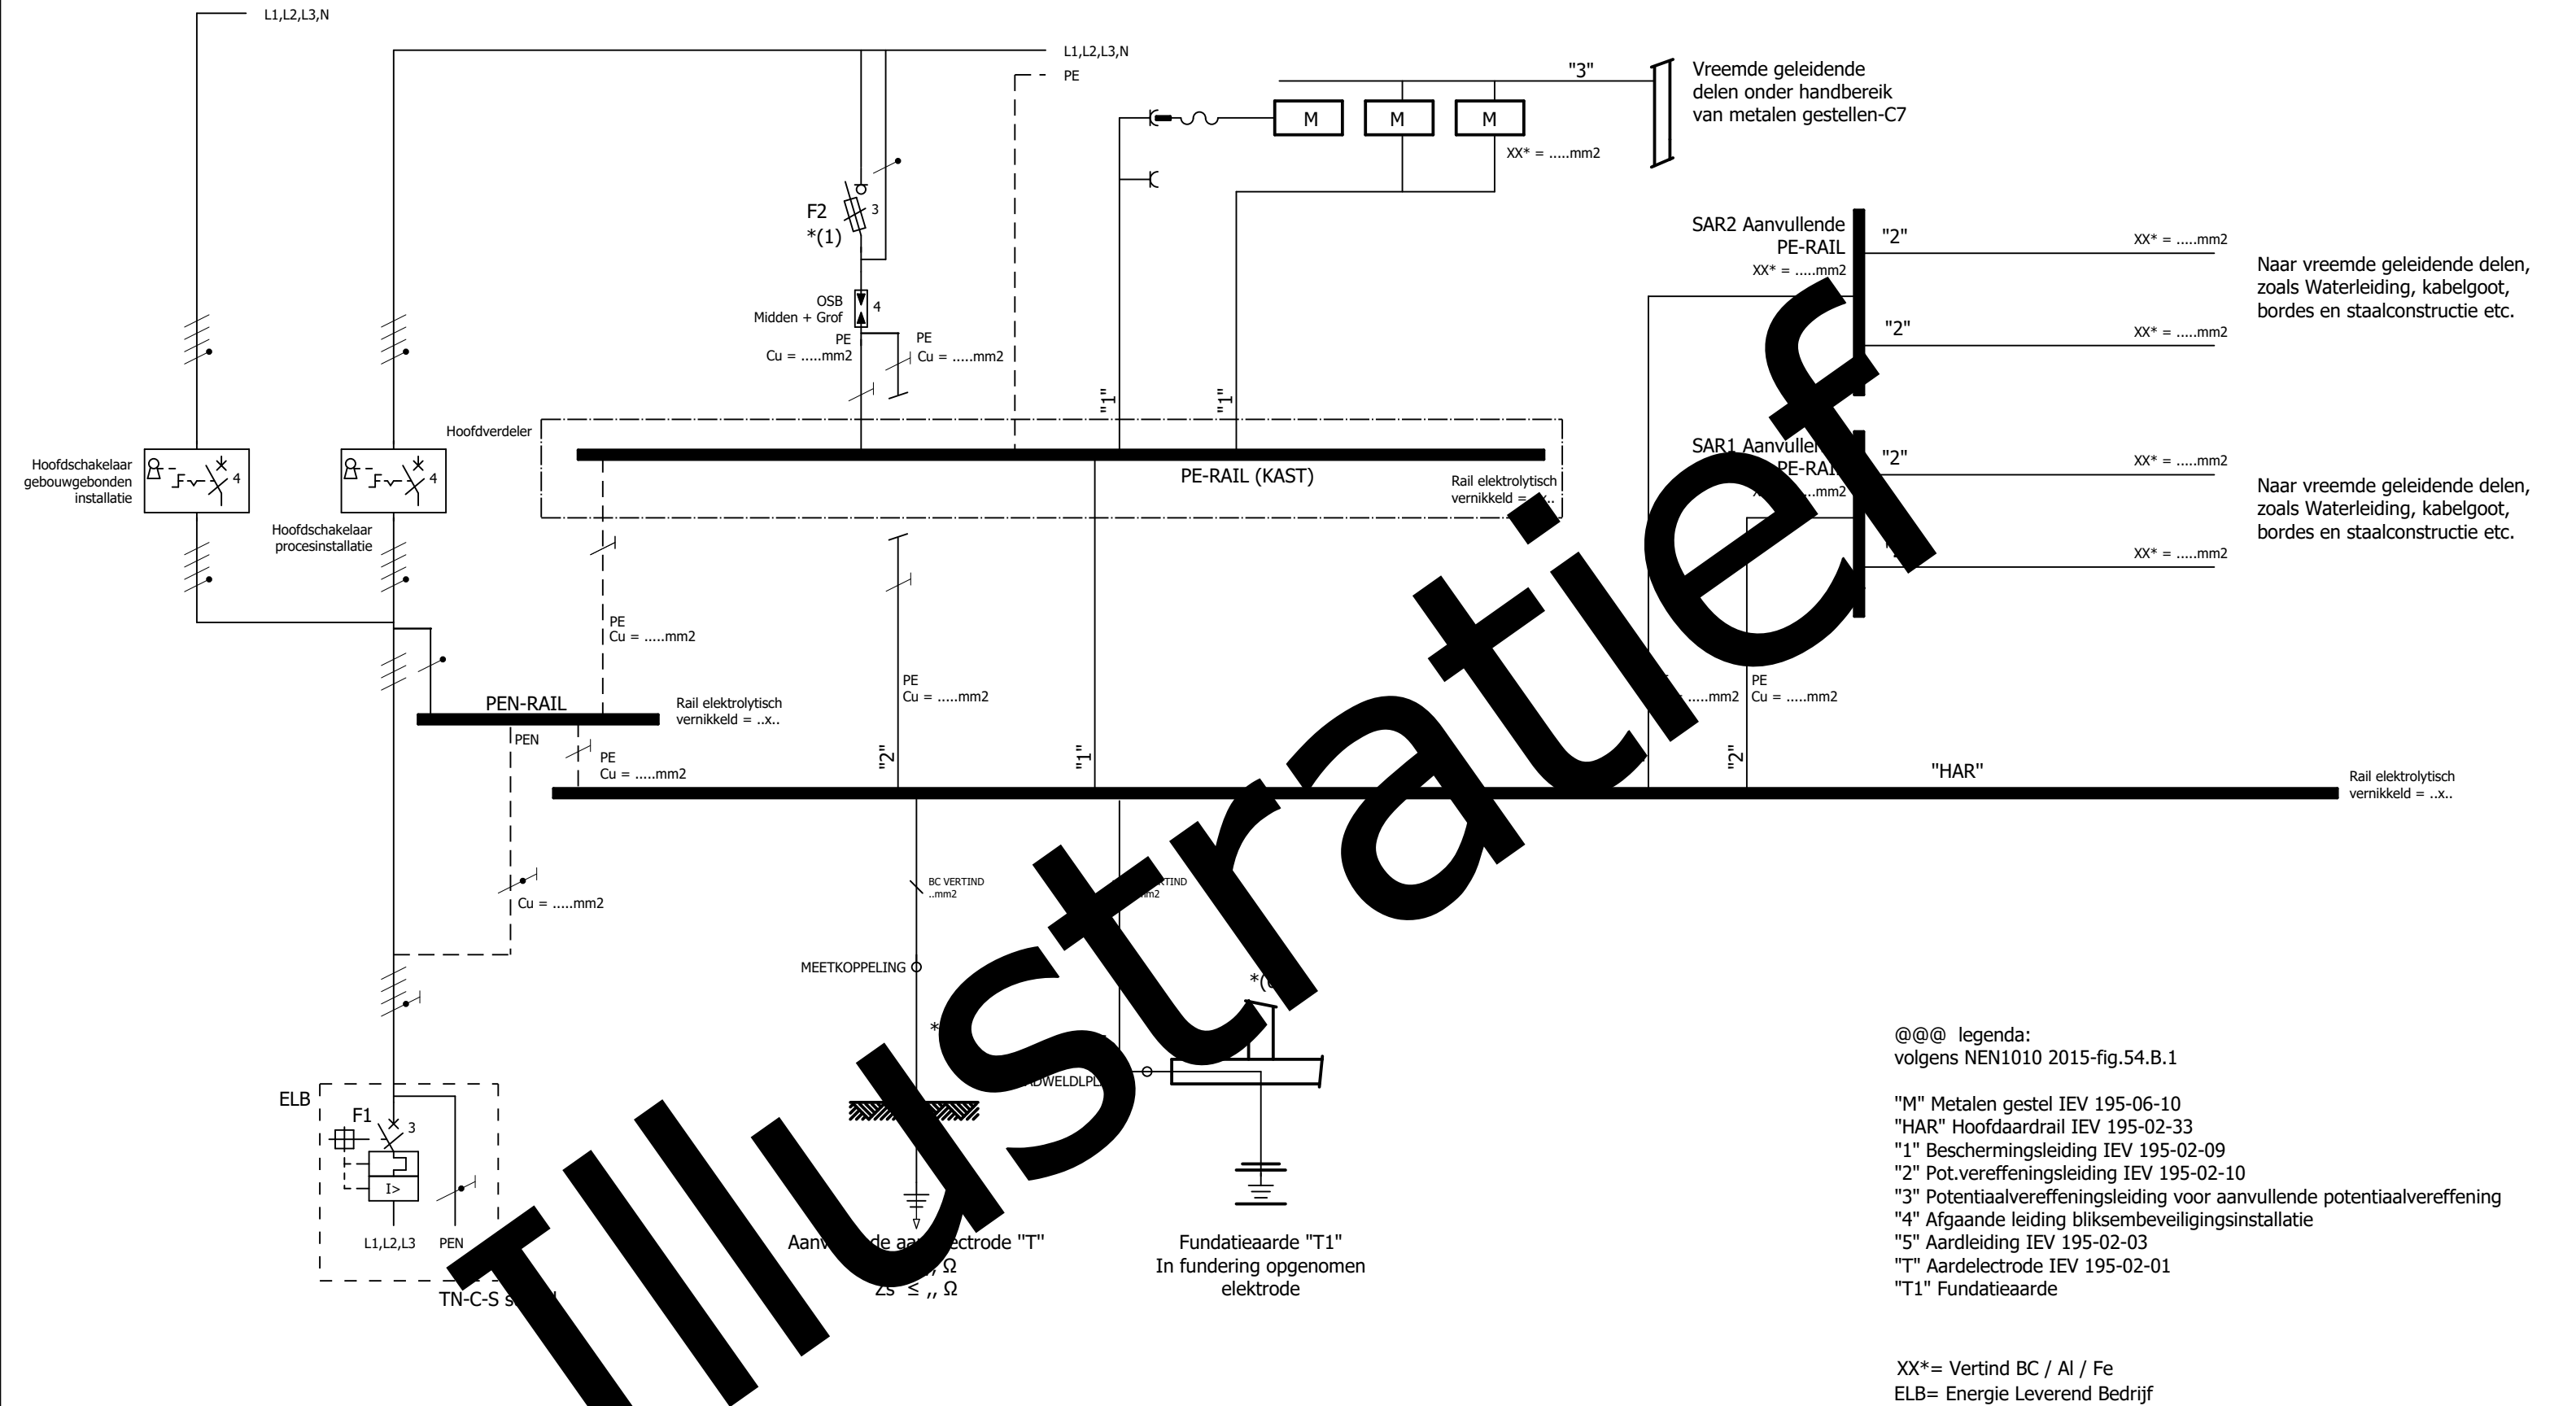 L1,L2,L3,N
L1,L2,L3,N
PE
"3"
Vreemde geleidende
delen onder handbereik
van metalen gestellen-C7
M
M
M
XX* = .....mm2
F2
*(1)
3
OSB
Midden + Grof
4
PE
Cu = .....mm2
PE
Cu = .....mm2
"1"
"1"
SAR2 Aanvullende
PE-RAIL
XX* = .....mm2
"2"
XX* = .....mm2
"2"
XX* = .....mm2
Naar vreemde geleidende delen,
zoals Waterleiding, kabelgoot,
bordes en staalconstructie etc.
Hoofdverdeler
Hoofdschakelaar
gebouwgebonden
installatie
4
4
Hoofdschakelaar
procesinstallatie
PE-RAIL (KAST)
Rail elektrolytisch
vernikkeld =
SAR1
"2"
XX* = .....mm2
XX* = .....mm2
Naar vreemde geleidende delen,
zoals Waterleiding, kabelgoot,
bordes en staalconstructie etc.
PE
Cu = .....mm2
PE
Cu = .....mm2
.....mm2
PE
Cu = .....mm2
PEN-RAIL
Rail elektrolytisch
vernikkeld = ..x..
PEN
PE
Cu = .....mm2
"2"
"1"
"2"
"HAR"
Rail elektrolytisch
vernikkeld = ..x..
BC VERTIND
..mm2
Cu = .....mm2
MEETKOPPELING
ELB
F1
3
I>
L1,L2,L3
PEN
TN-C-S
"T"
Ω
Zs ≤ ,, Ω
Fundatieaarde "T1"
In fundering opgenomen
elektrode
@@@ legenda:
volgens NEN1010 2015-fig.54.B.1
"M" Metalen gestel IEV 195-06-10
"HAR" Hoofdaardrail IEV 195-02-33
"1" Beschermingsleiding IEV 195-02-09
"2" Pot.vereffeningsleiding IEV 195-02-10
"3" Potentiaalvereffeningsleiding voor aanvullende potentiaalvereffening
"4" Afgaande leiding bliksembeveiligingsinstallatie
"5" Aardleiding IEV 195-02-03
"T" Aardelectrode IEV 195-02-01
"T1" Fundatieaarde
XX*= Vertind BC / Al / Fe
ELB= Energie Leverend Bedrijf
Illustratief